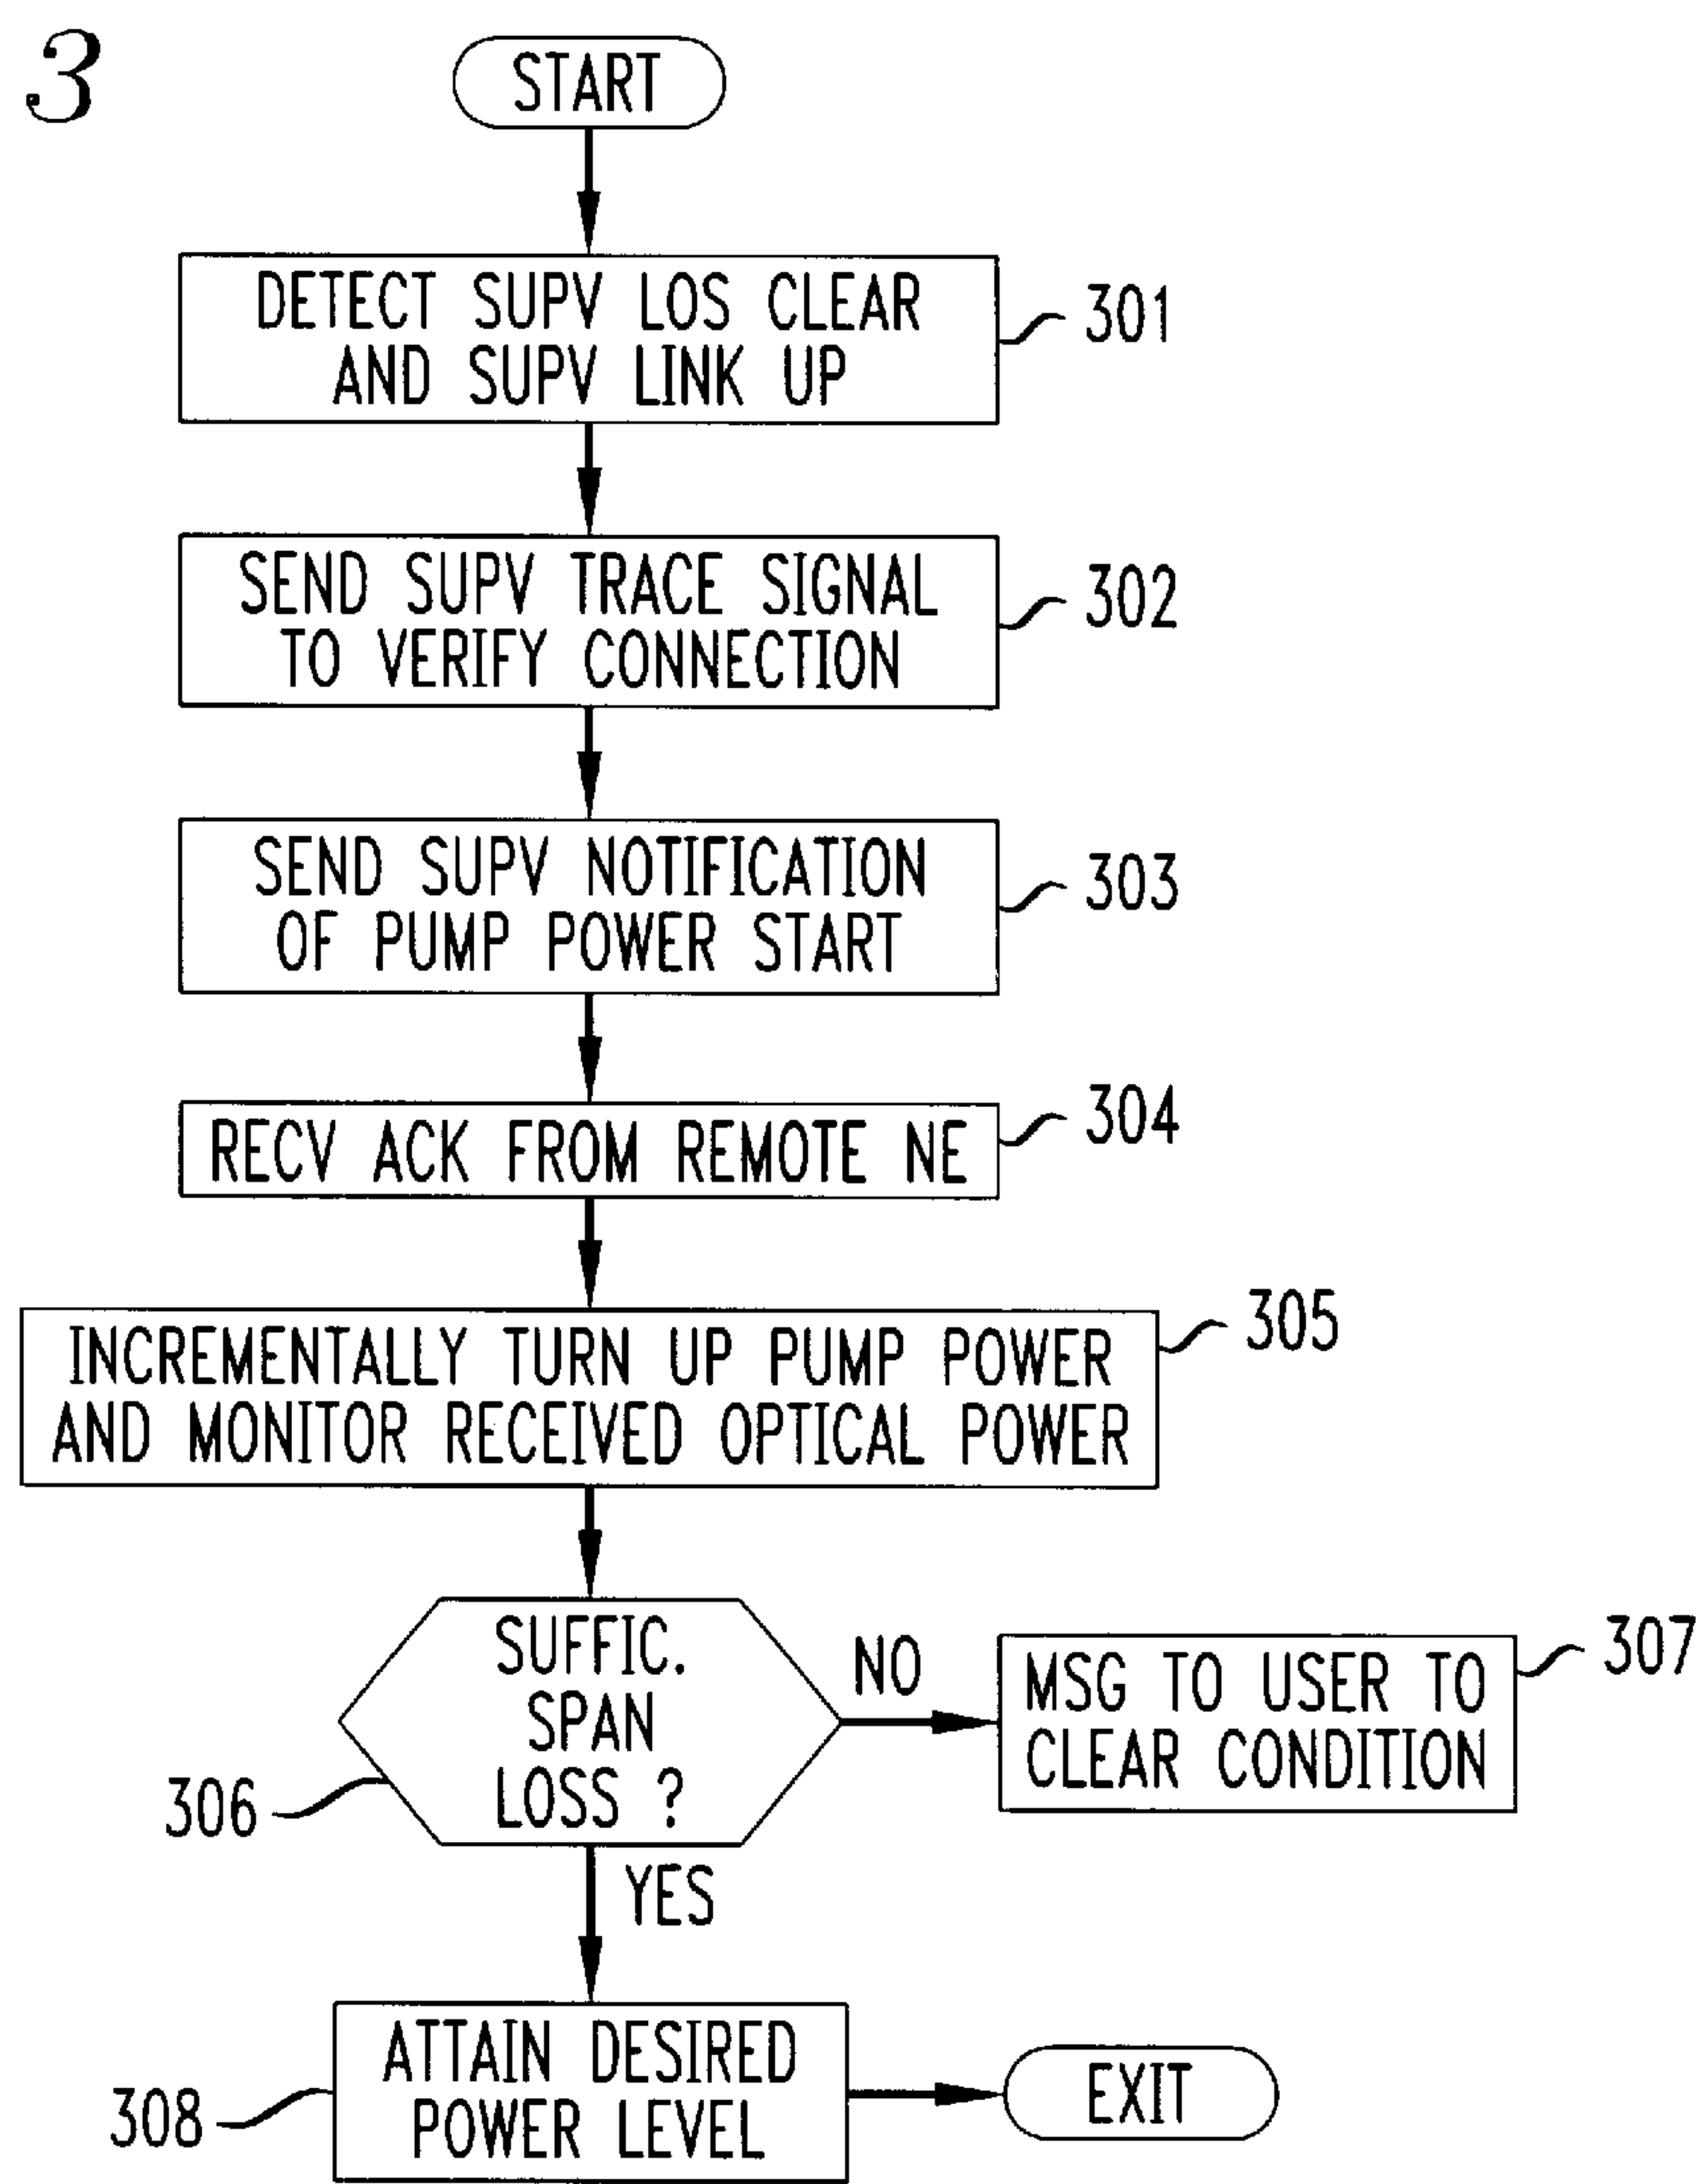 3
START
DETECT SUPV LOS CLEAR
AND SUPV LINK UP
301
SEND SUPV TRACE SIGNAL
TO VERIFY CONNECTION
302
SEND SUPV NOTIFICATION
OF PUMP POWER START
303
RECV ACK FROM REMOTE NE
304
INCREMENTALLY TURN UP PUMP POWER
AND MONITOR RECEIVED OPTICAL POWER
305
SUFFIC.
SPAN
LOSS ?
306
NO
MSG TO USER TO
CLEAR CONDITION
307
YES
ATTAIN DESIRED
POWER LEVEL
308
EXIT